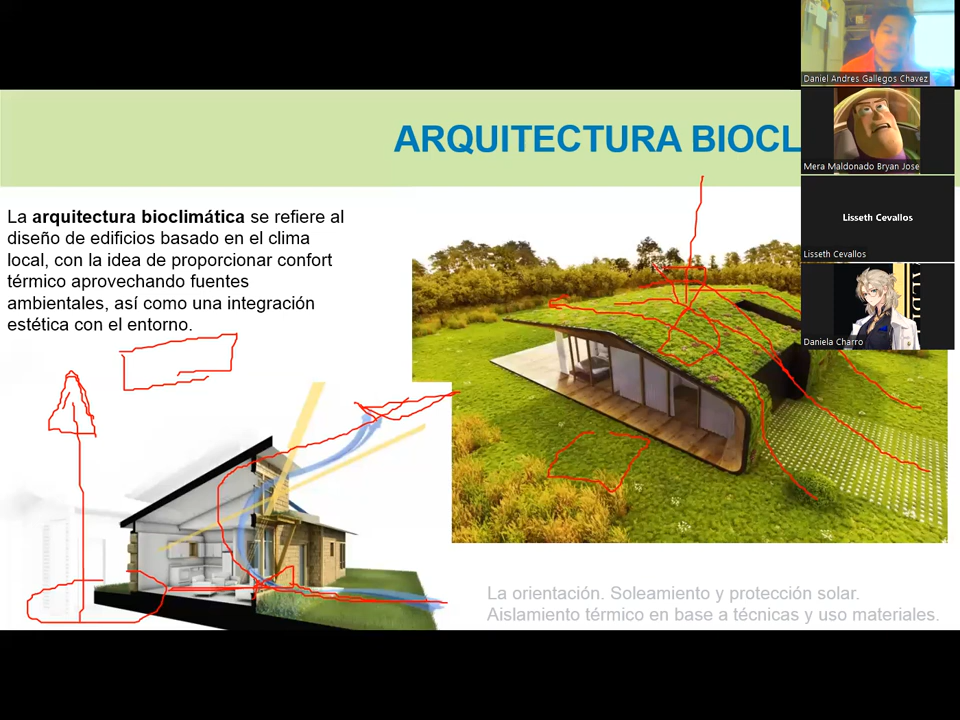 ARQUITECTURA BIOCL
La arquitectura bioclimática se refiere al
diseño de edificios basado en el clima
local, con la idea de proporcionar confort
térmico aprovechando fuentes
ambientales, así como una integración
estética con el entorno.
La orientación. Soleamiento y protección solar.
Aislamiento térmico en base a técnicas y uso materiales.
Daniel Andres Gallegos Chavez
Mera Maldonado Bryan Jose
Lisseth Cevallos
Lisseth Cevallos
Daniela Charro